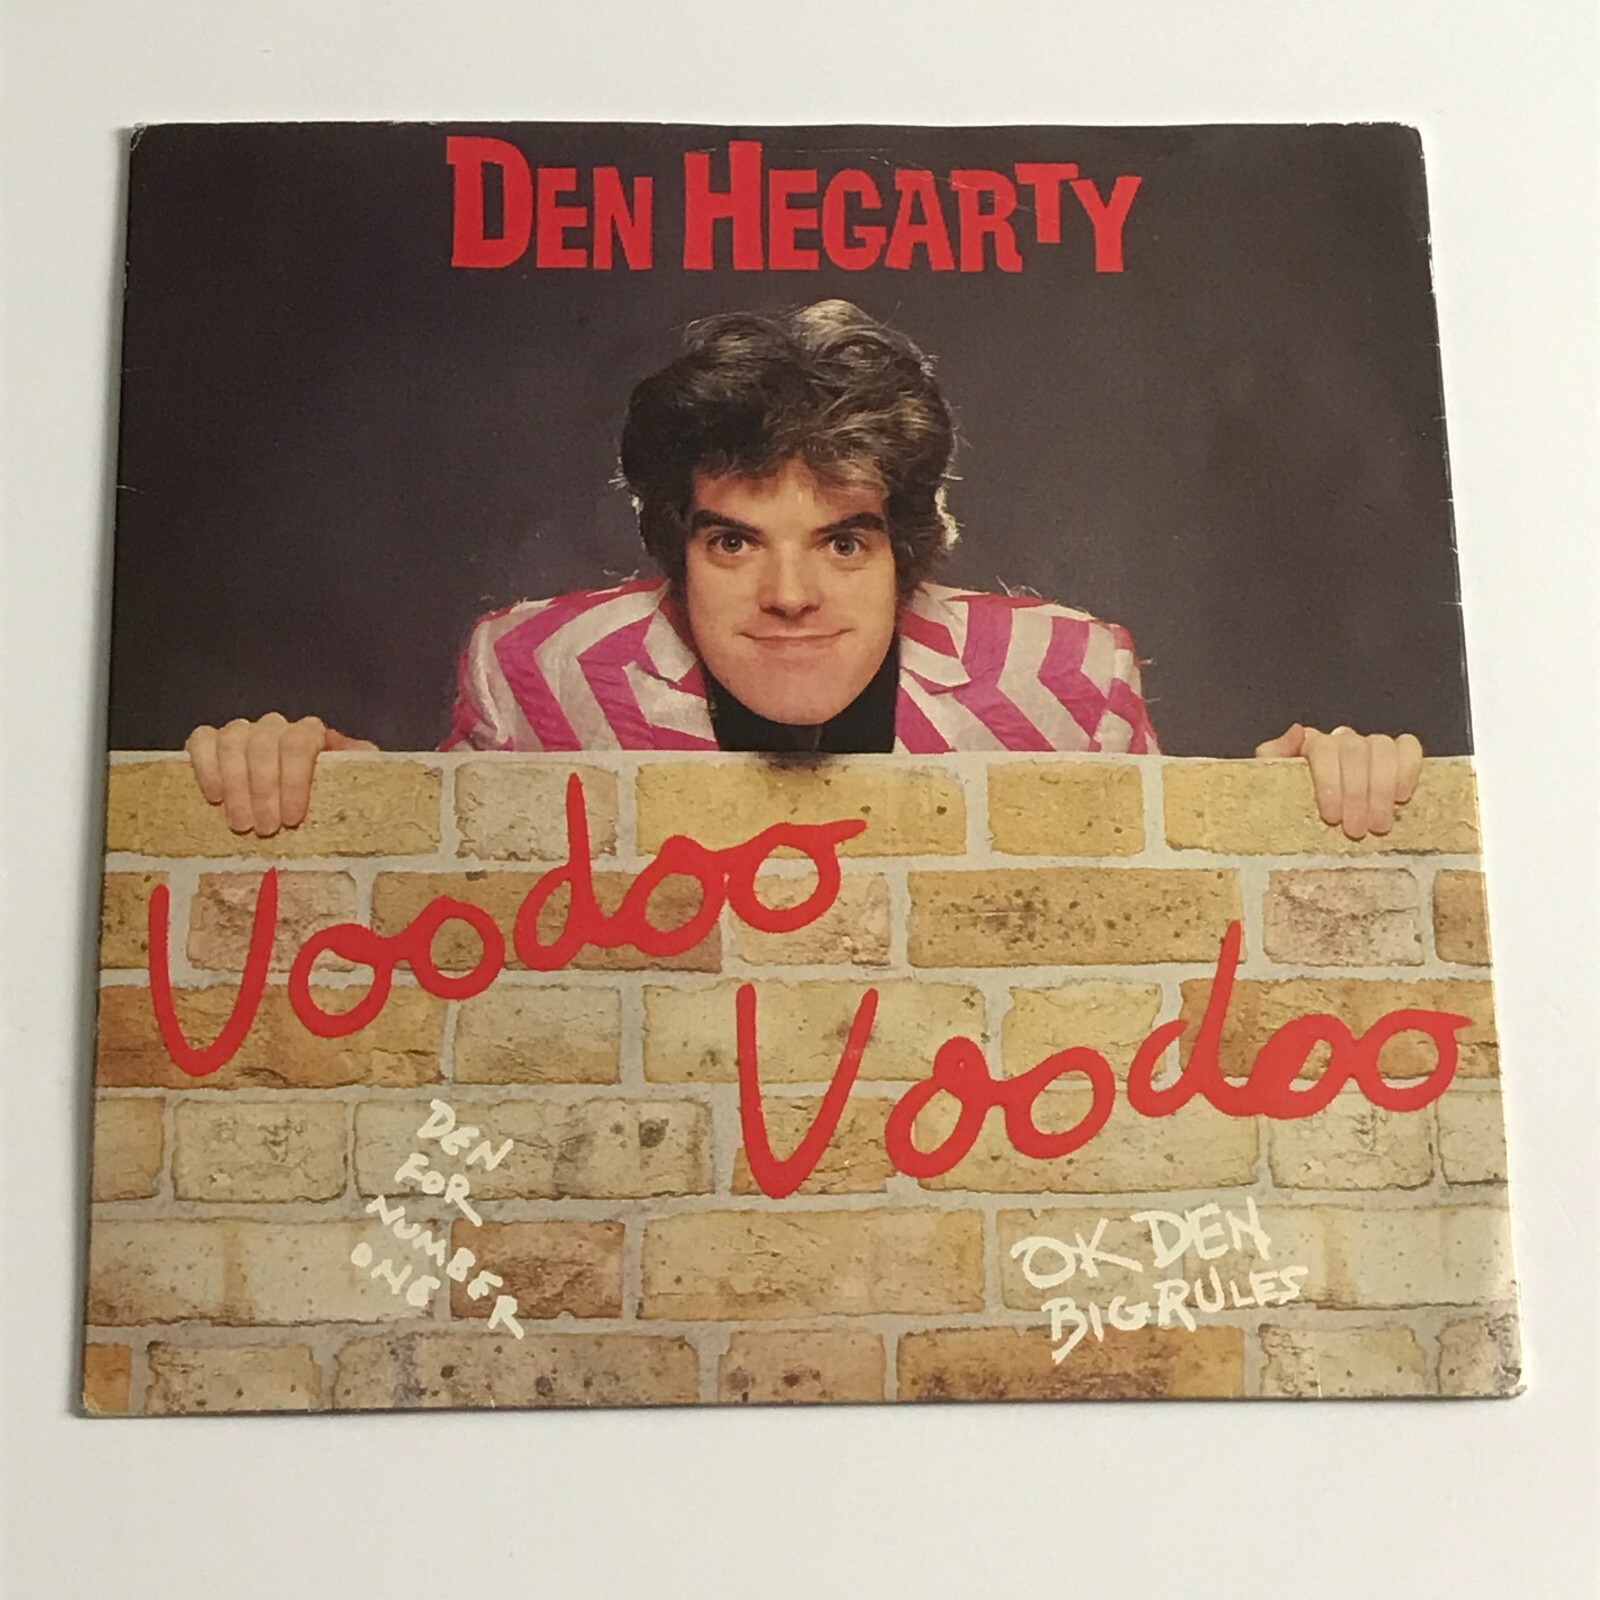 DEN HEGARTY
Voodoo
Voodoo
DEN
FOR
NUMBER
ONE
OK DEN
BIG RULES